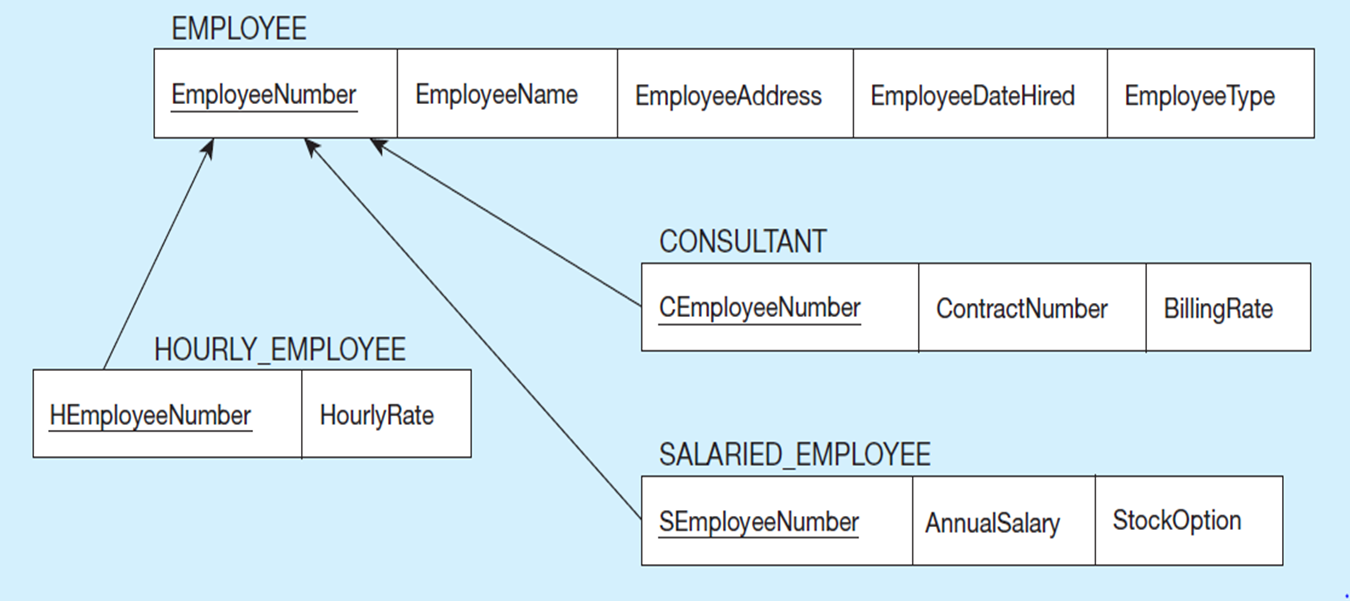 EMPLOYEE
EmployeeNumber EmployeeName EmployeeAddress EmployeeDateHired EmployeeType
CONSULTANT
CEmployeeNumber ContractNumber BillingRate
HOURLY_EMPLOYEE
HEmployeeNumber HourlyRate
SALARIED_EMPLOYEE
SEmployeeNumber AnnualSalary StockOption